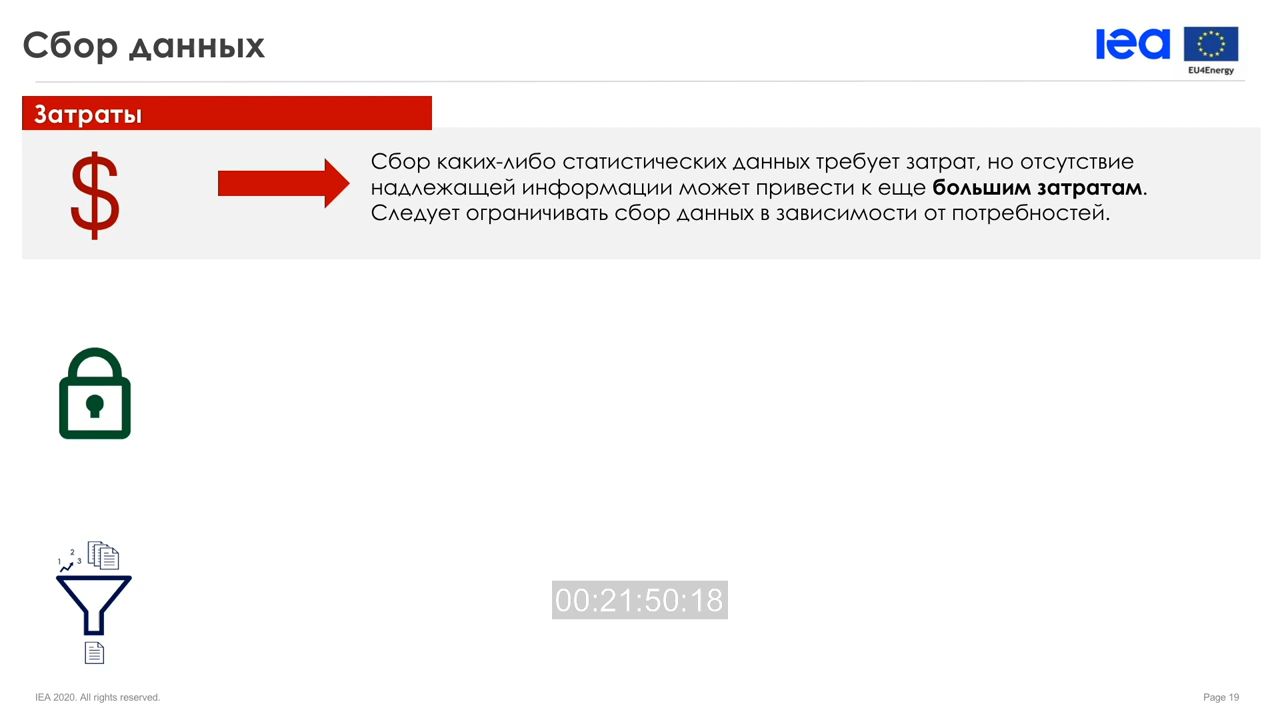 Сбор данных
iea
EU4Energy
Затраты
$
Сбор каких-либо статистических данных требует затрат, но отсутствие
надлежащей информации может привести к еще большим затратам.
Следует ограничивать сбор данных в зависимости от потребностей.
1 2 3
00:21:50:18
IEA 2020. All rights reserved.
Page 19